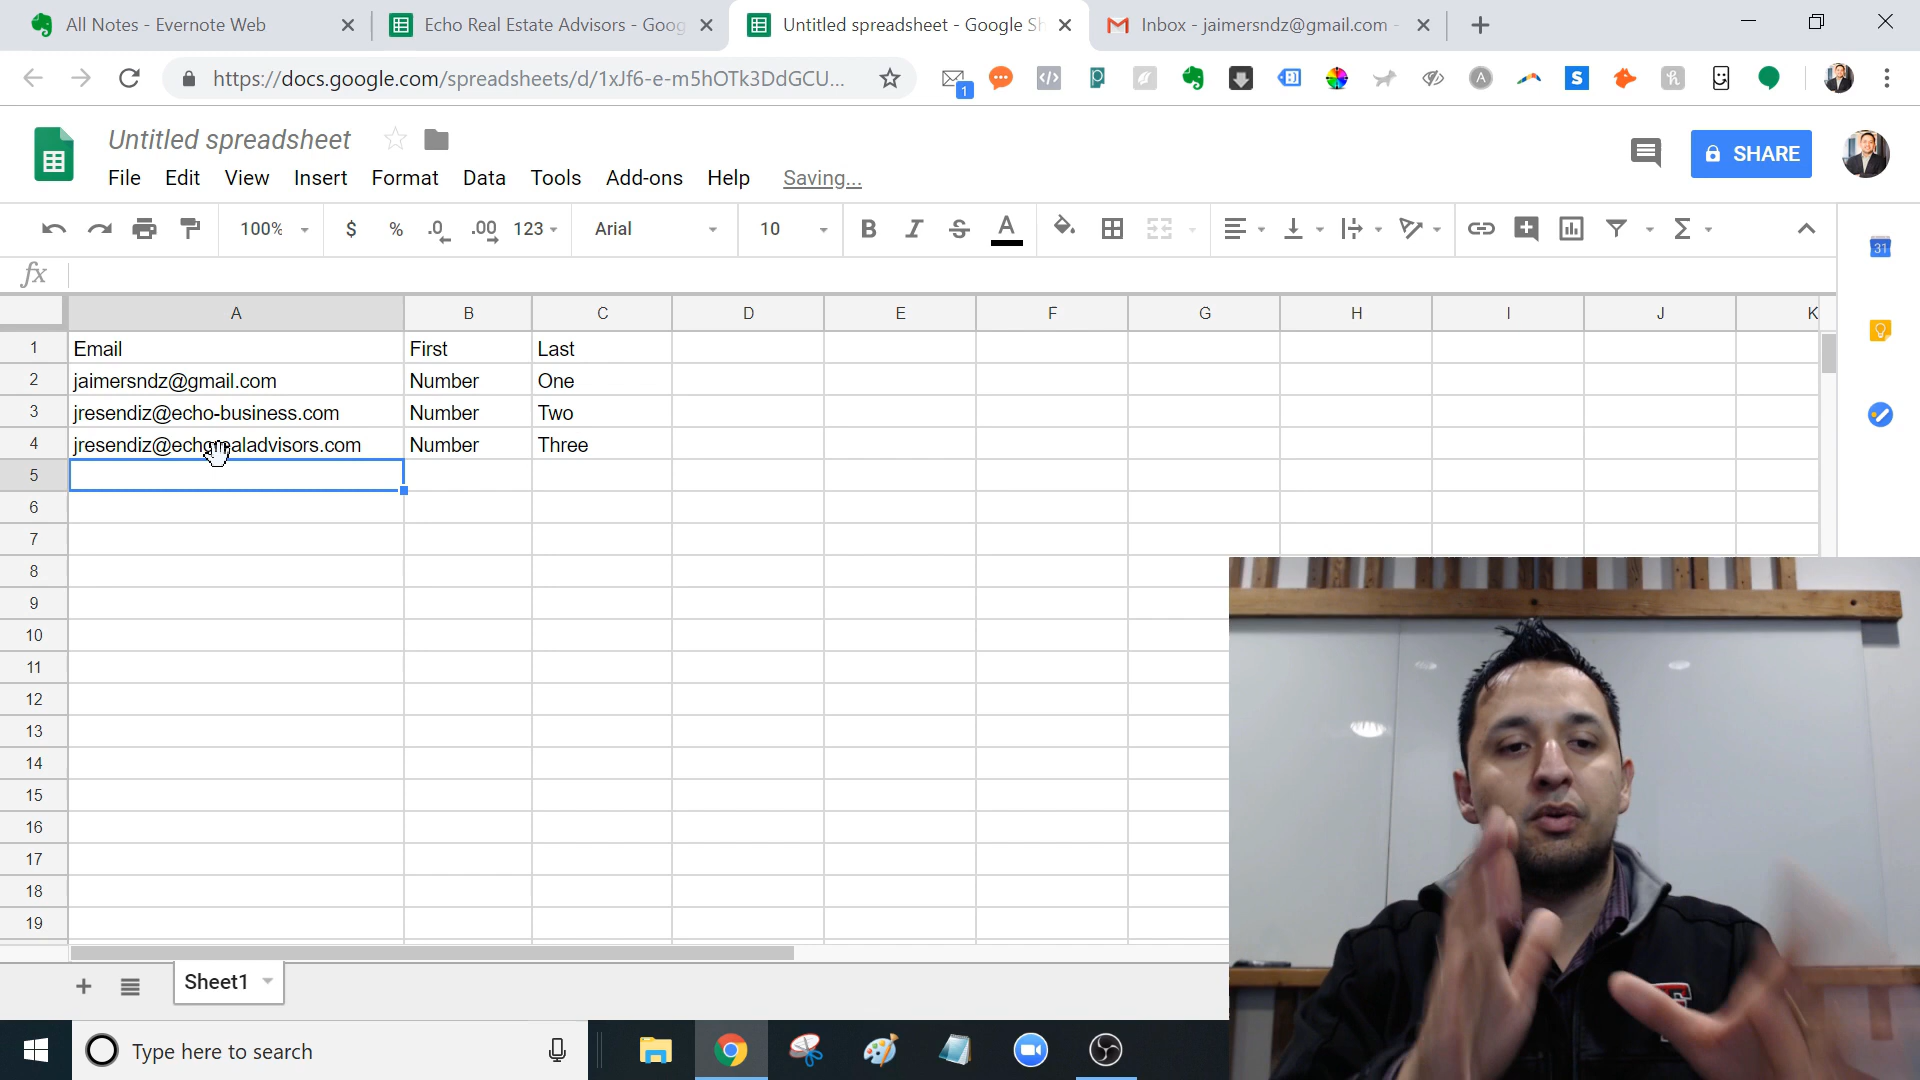 All Notes - Evernote Web
Echo Real Estate Advisors - Goog
Untitled spreadsheet - Google Sh
Inbox - jaimersndz@gmail.com -
https://docs.google.com/spreadsheets/d/1xJf6-e-m5hOTk3DdGCU...
1
Untitled spreadsheet
File Edit View Insert Format Data Tools Add-ons Help Saving...
SHARE
100% $ % .0 .00 123 Arial 10 B I S A
31
fx
A B C D E F G H I J K
1 Email First Last
2 jaimersndz@gmail.com Number One
3 jresendiz@echo-business.com Number Two
4 Number Three
5
6
7
8
9
10
11
12
13
14
15
16
17
18
19
Sheet1
Type here to search